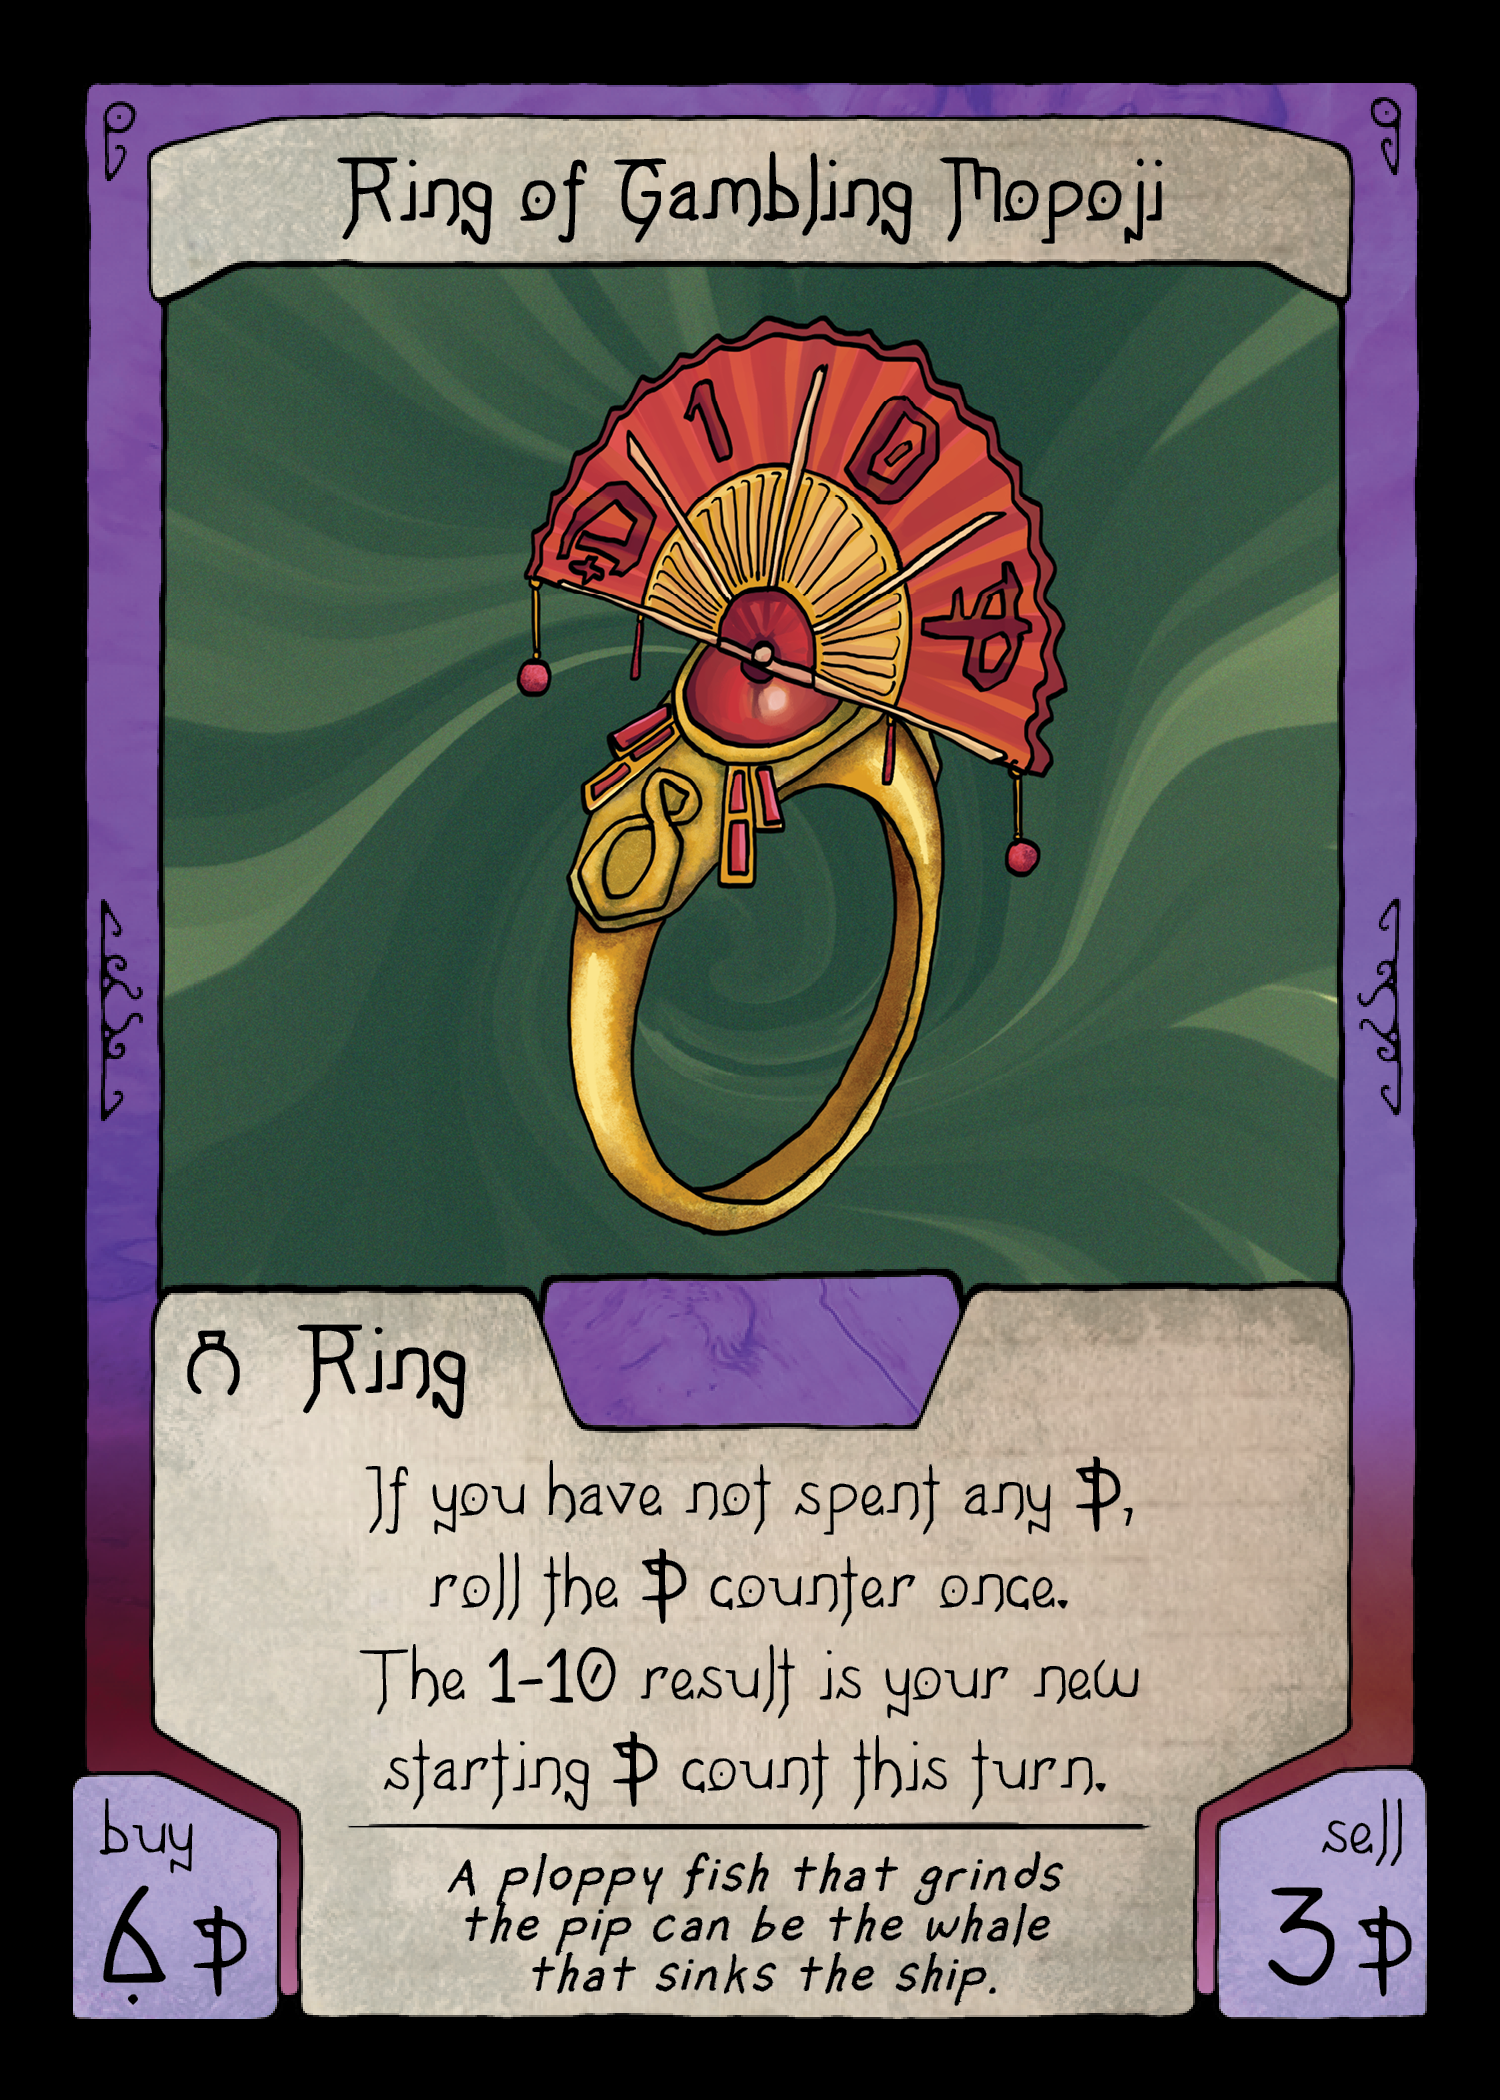 Ring of Gambling Mopoji
Ring
If you have not spent any Đ,
roll the Đ counter once.
The 1-10 result is your new
starting Đ count this turn.
A ploppy fish that grinds
the pip can be the whale
that sinks the ship.
buy
6 Đ
sell
3 Đ